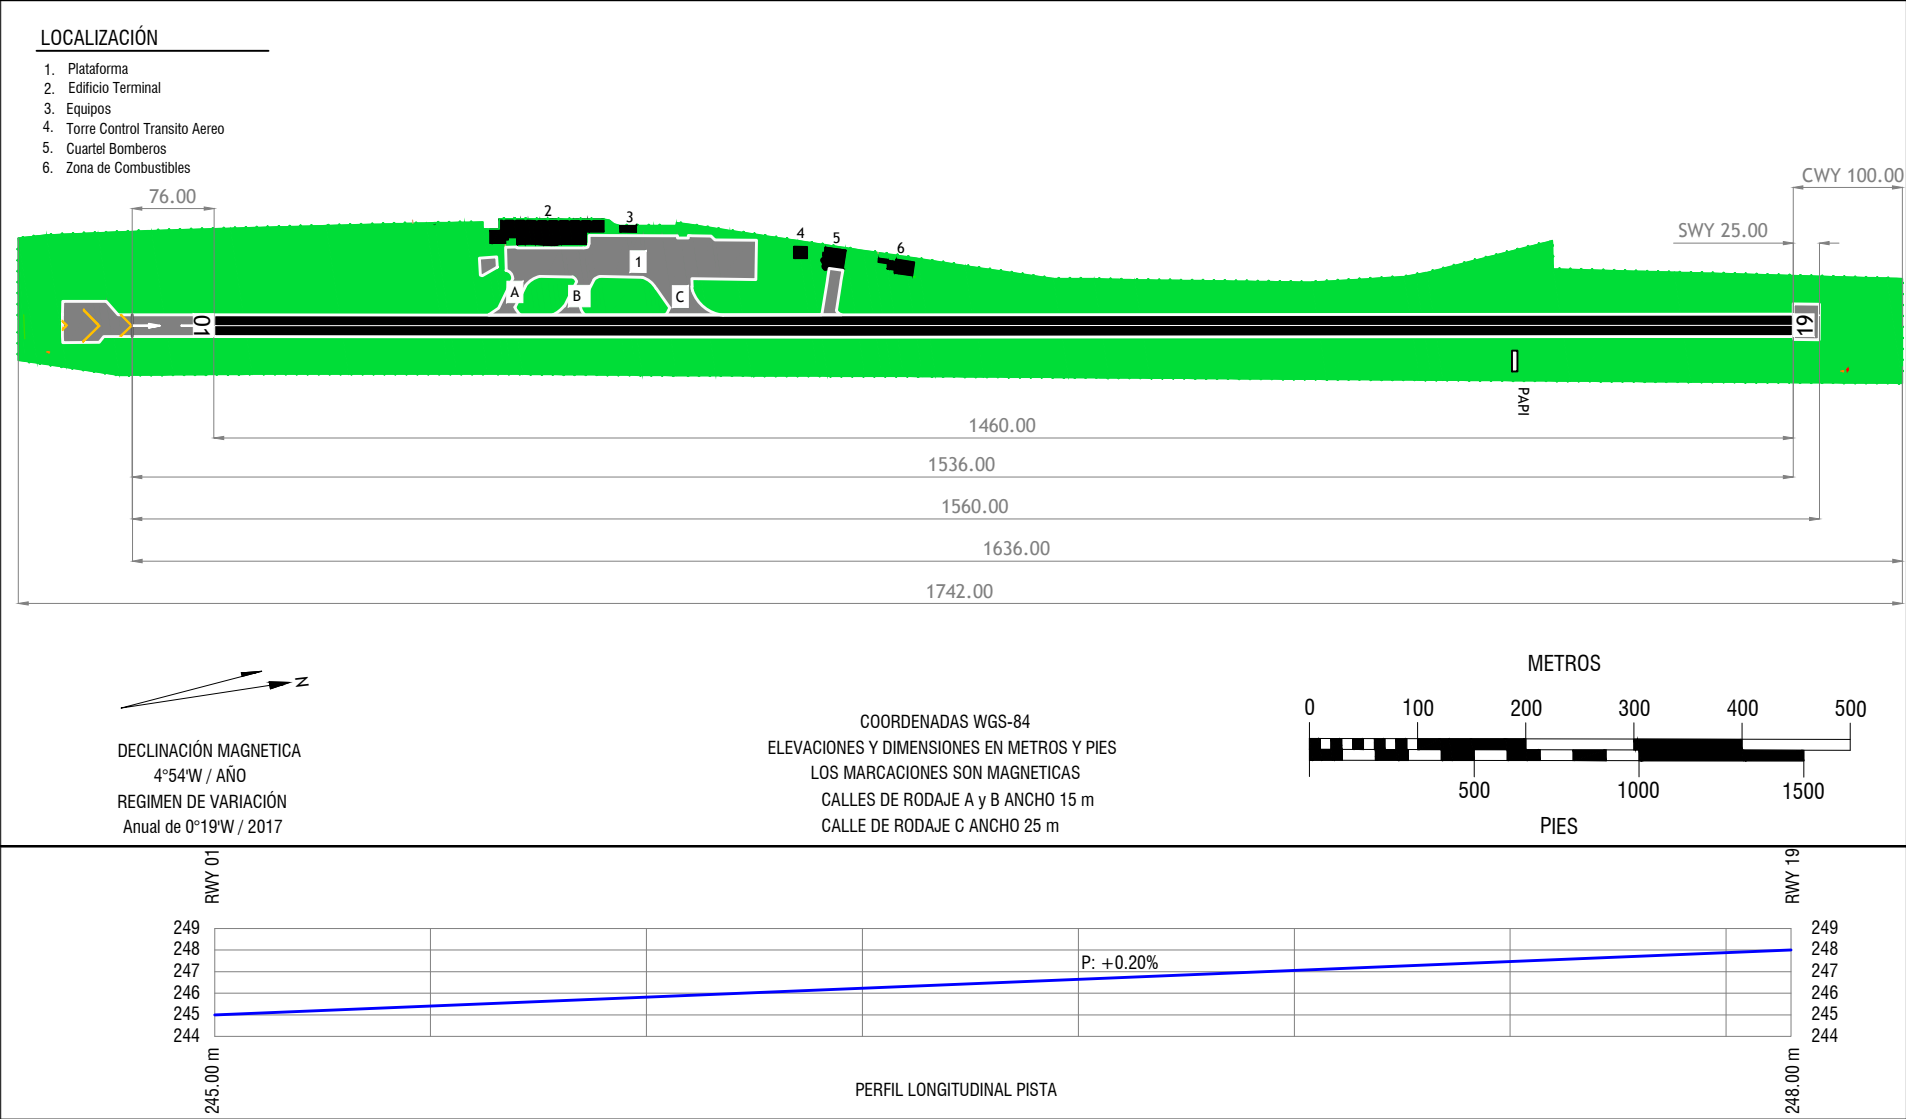 LOCALIZACIÓN
1. Plataforma
2. Edificio Terminal
3. Equipos
4. Torre Control Transito Aereo
5. Cuartel Bomberos
6. Zona de Combustibles
76.00
CWY 100.00
SWY 25.00
2
3
4
5
6
1
A
B
C
01
19
PAPI
1460.00
1536.00
1560.00
1636.00
1742.00
N
DECLINACIÓN MAGNETICA
4°54'W / AÑO
REGIMEN DE VARIACIÓN
Anual de 0°19'W / 2017
COORDENADAS WGS-84
ELEVACIONES Y DIMENSIONES EN METROS Y PIES
LOS MARCACIONES SON MAGNETICAS
CALLES DE RODAJE A y B ANCHO 15 m
CALLE DE RODAJE C ANCHO 25 m
METROS
0 100 200 300 400 500
500 1000 1500
PIES
RWY 01
RWY 19
249 249
248 248
247 247
246 246
245 245
244 244
P: +0.20%
245.00 m
248.00 m
PERFIL LONGITUDINAL PISTA